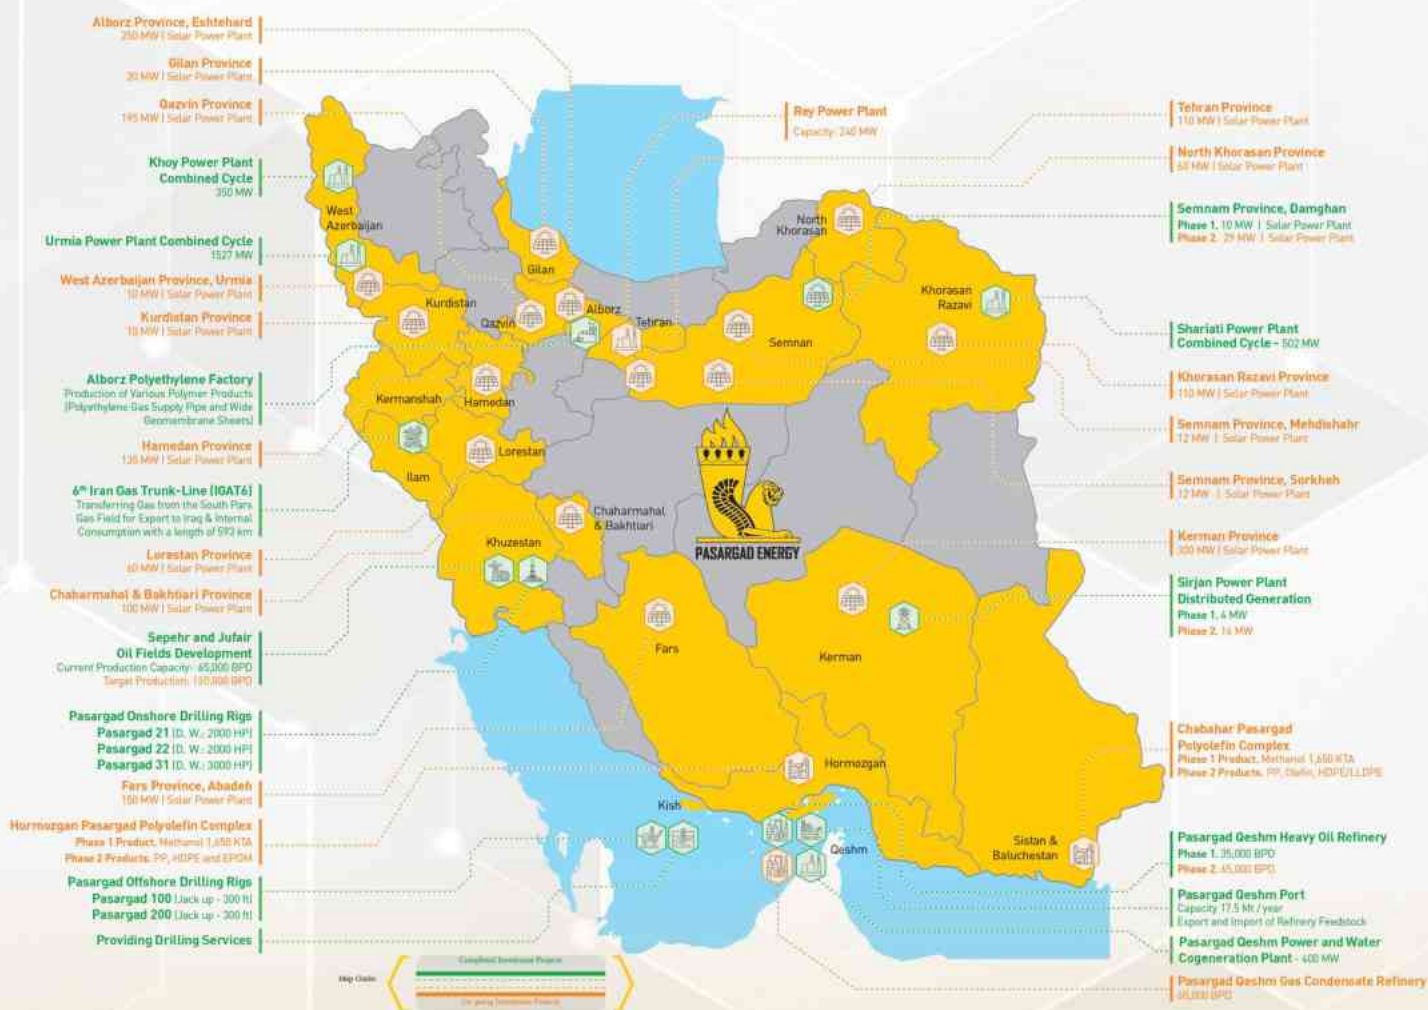 Alborz Province, Eshtehard
250 MW | Solar Power Plant
Gilan Province
20 MW | Solar Power Plant
Qazvin Province
195 MW | Solar Power Plant
Khoy Power Plant
Combined Cycle
350 MW
Urmia Power Plant Combined Cycle
1527 MW
West Azerbaijan Province, Urmia
10 MW | Solar Power Plant
Kurdistan Province
10 MW | Solar Power Plant
Alborz Polyethylene Factory
Production of Various Polymer Products
(Polyethylene Gas Supply Pipe and Wide
Geomembrane Sheets)
Hamedan Province
130 MW | Solar Power Plant
6th Iran Gas Trunk-Line (IGAT6)
Transferring Gas from the South Pars
Gas Field for Export to Iraq & Internal
Consumption with a length of 593 km
Lorestan Province
60 MW | Solar Power Plant
Chaharmahal & Bakhtiari Province
100 MW | Solar Power Plant
Sepehr and Jufair
Oil Fields Development
Current Production Capacity- 65,000 BPD
Target Production: 150,000 BPD
Pasargad Onshore Drilling Rigs
Pasargad 21 (D. W.: 2000 HP)
Pasargad 22 (D. W.: 2000 HP)
Pasargad 31 (D. W.: 3000 HP)
Fars Province, Abadeh
150 MW | Solar Power Plant
Hormozgan Pasargad Polyolefin Complex
Phase 1 Product. Methanol 1,650 KTA
Phase 2 Products. PP, HDPE and EPDM
Pasargad Offshore Drilling Rigs
Pasargad 100 (Jack up - 300 ft)
Pasargad 200 (Jack up - 300 ft)
Providing Drilling Services
Rey Power Plant
Capacity: 240 MW
West
Azerbaijan
Gilan
Kurdistan
Qazvin
Alborz
Tehran
North
Khorasan
Khorasan
Razavi
Semnan
Kermanshah
Hamedan
Lorestan
Ilam
Chaharmahal
& Bakhtiari
Khuzestan
PASARGAD ENERGY
Fars
Kerman
Hormozgan
Kish
Qeshm
Sistan &
Baluchestan
Tehran Province
110 MW | Solar Power Plant
North Khorasan Province
60 MW | Solar Power Plant
Semnam Province, Damghan
Phase 1. 10 MW | Solar Power Plant
Phase 2. 29 MW | Solar Power Plant
Shariati Power Plant
Combined Cycle - 502 MW
Khorasan Razavi Province
110 MW | Solar Power Plant
Semnam Province, Mehdishahr
12 MW | Solar Power Plant
Semnam Province, Sorkheh
12 MW | Solar Power Plant
Kerman Province
300 MW | Solar Power Plant
Sirjan Power Plant
Distributed Generation
Phase 1. 4 MW
Phase 2. 16 MW
Chabahar Pasargad
Polyolefin Complex
Phase 1 Product. Methanol 1,650 KTA
Phase 2 Products. PP, Olefin, HDPE/LLDPE
Pasargad Qeshm Heavy Oil Refinery
Phase 1. 35,000 BPD
Phase 2. 65,000 BPD
Pasargad Qeshm Port
Capacity 17.5 Mt / year
Export and Import of Refinery Feedstock
Pasargad Qeshm Power and Water
Cogeneration Plant - 400 MW
Pasargad Qeshm Gas Condensate Refinery
Map Guide
Completed Investment Projects
On-going Investment Projects